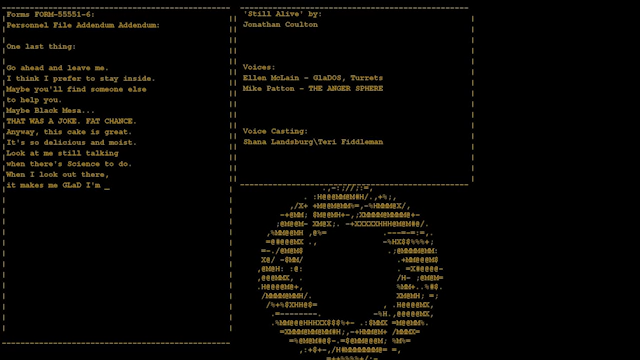 Forms FORM-55551-6:
Personnel File Addendum Addendum:
One last thing:
Go ahead and leave me.
I think I prefer to stay inside.
Maybe you'll find someone else
to help you.
Maybe Black Mesa...
THAT WAS A JOKE. FAT CHANCE.
Anyway, this cake is great.
It's so delicious and moist.
Look at me still talking
when there's Science to do.
When I look out there,
it makes me GLaD I'm _
'Still Alive' by:
Jonathan Coulton
Voices:
Ellen McLain - GlaDOS, Turrets
Mike Patton - THE ANGER SPHERE
Voice Casting:
Shana Landsburg\Teri Fiddleman